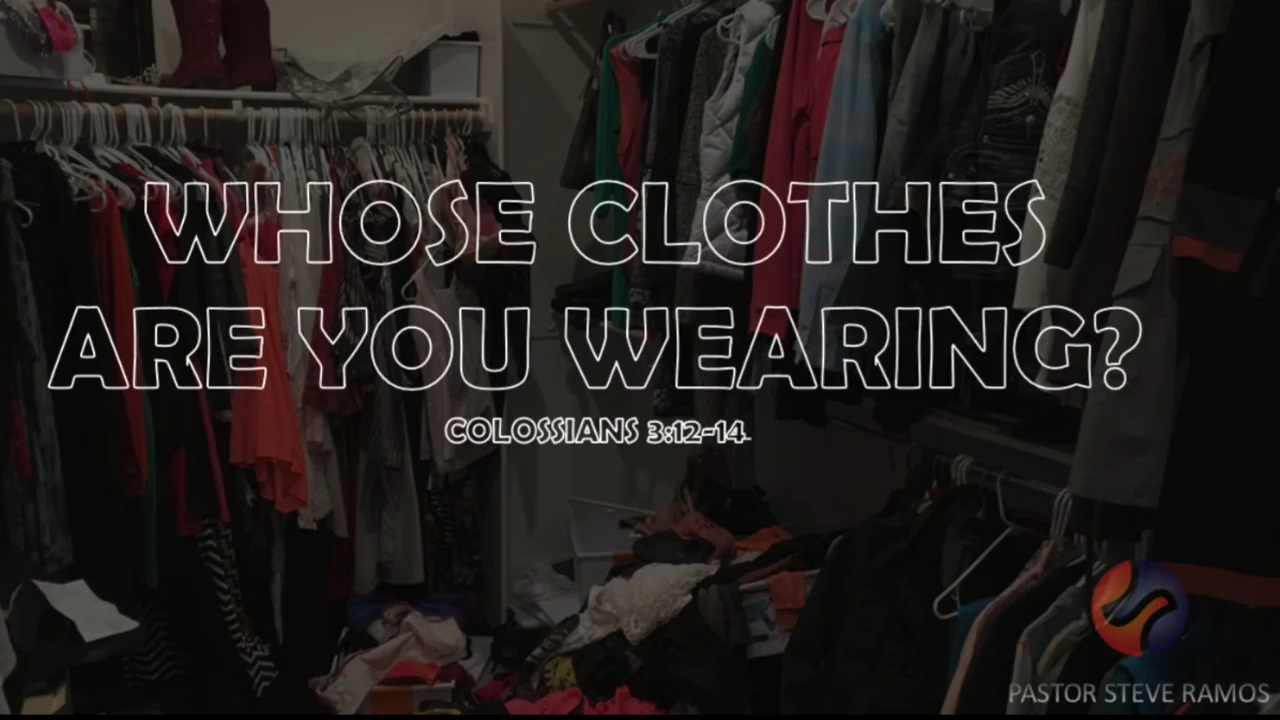 WHOSE CLOTHES
ARE YOU WEARING?
COLOSSIANS 3:12-14
PASTOR STEVE RAMOS